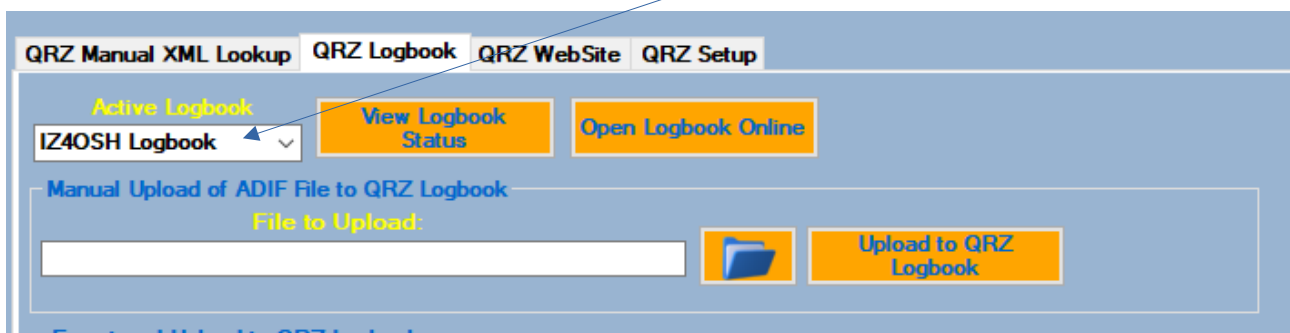 QRZ Manual XML Lookup QRZ Logbook QRZ WebSite QRZ Setup
Active Logbook
IZ4OSH Logbook
View Logbook
Status
Open Logbook Online
Manual Upload of ADIF File to QRZ Logbook
File to Upload:
Upload to QRZ
Logbook